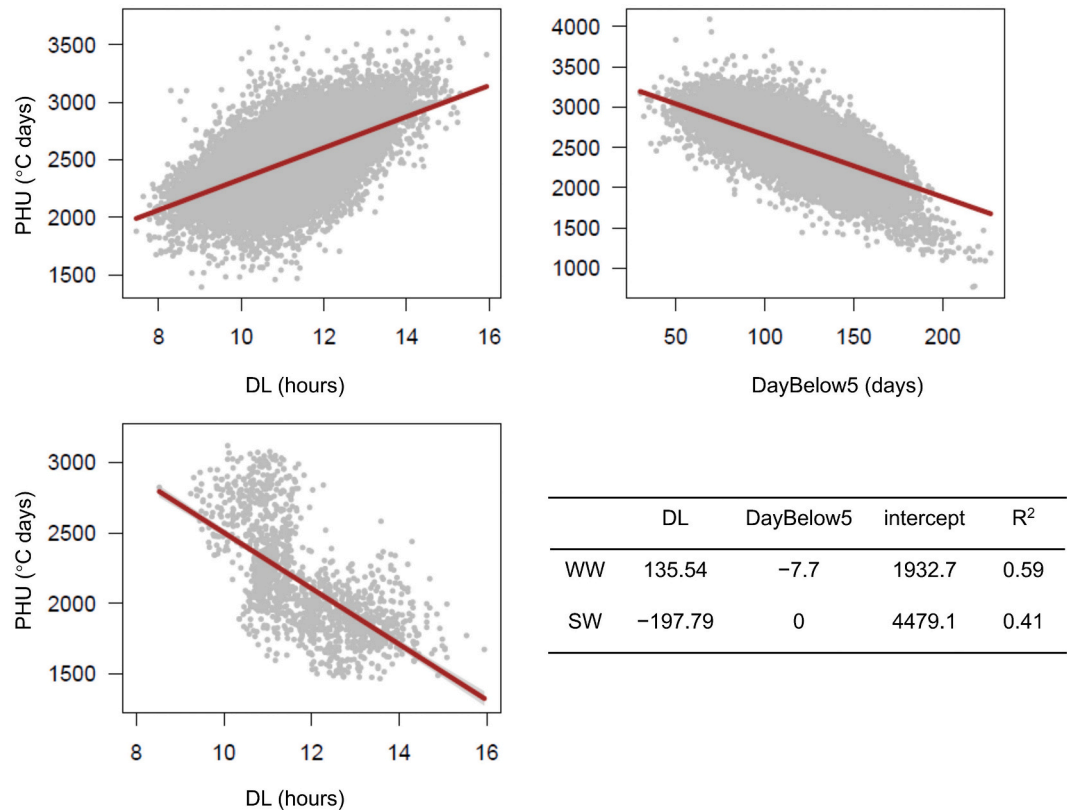 PHU (°C days)
3500
3000
2500
2000
1500
8 10 12 14 16
DL (hours)
4000
3500
3000
2500
2000
1500
1000
50 100 150 200
DayBelow5 (days)
PHU (°C days)
3000
2500
2000
1500
8 10 12 14 16
DL (hours)
DL DayBelow5 intercept R²
WW 135.54 −7.7 1932.7 0.59
SW −197.79 0 4479.1 0.41